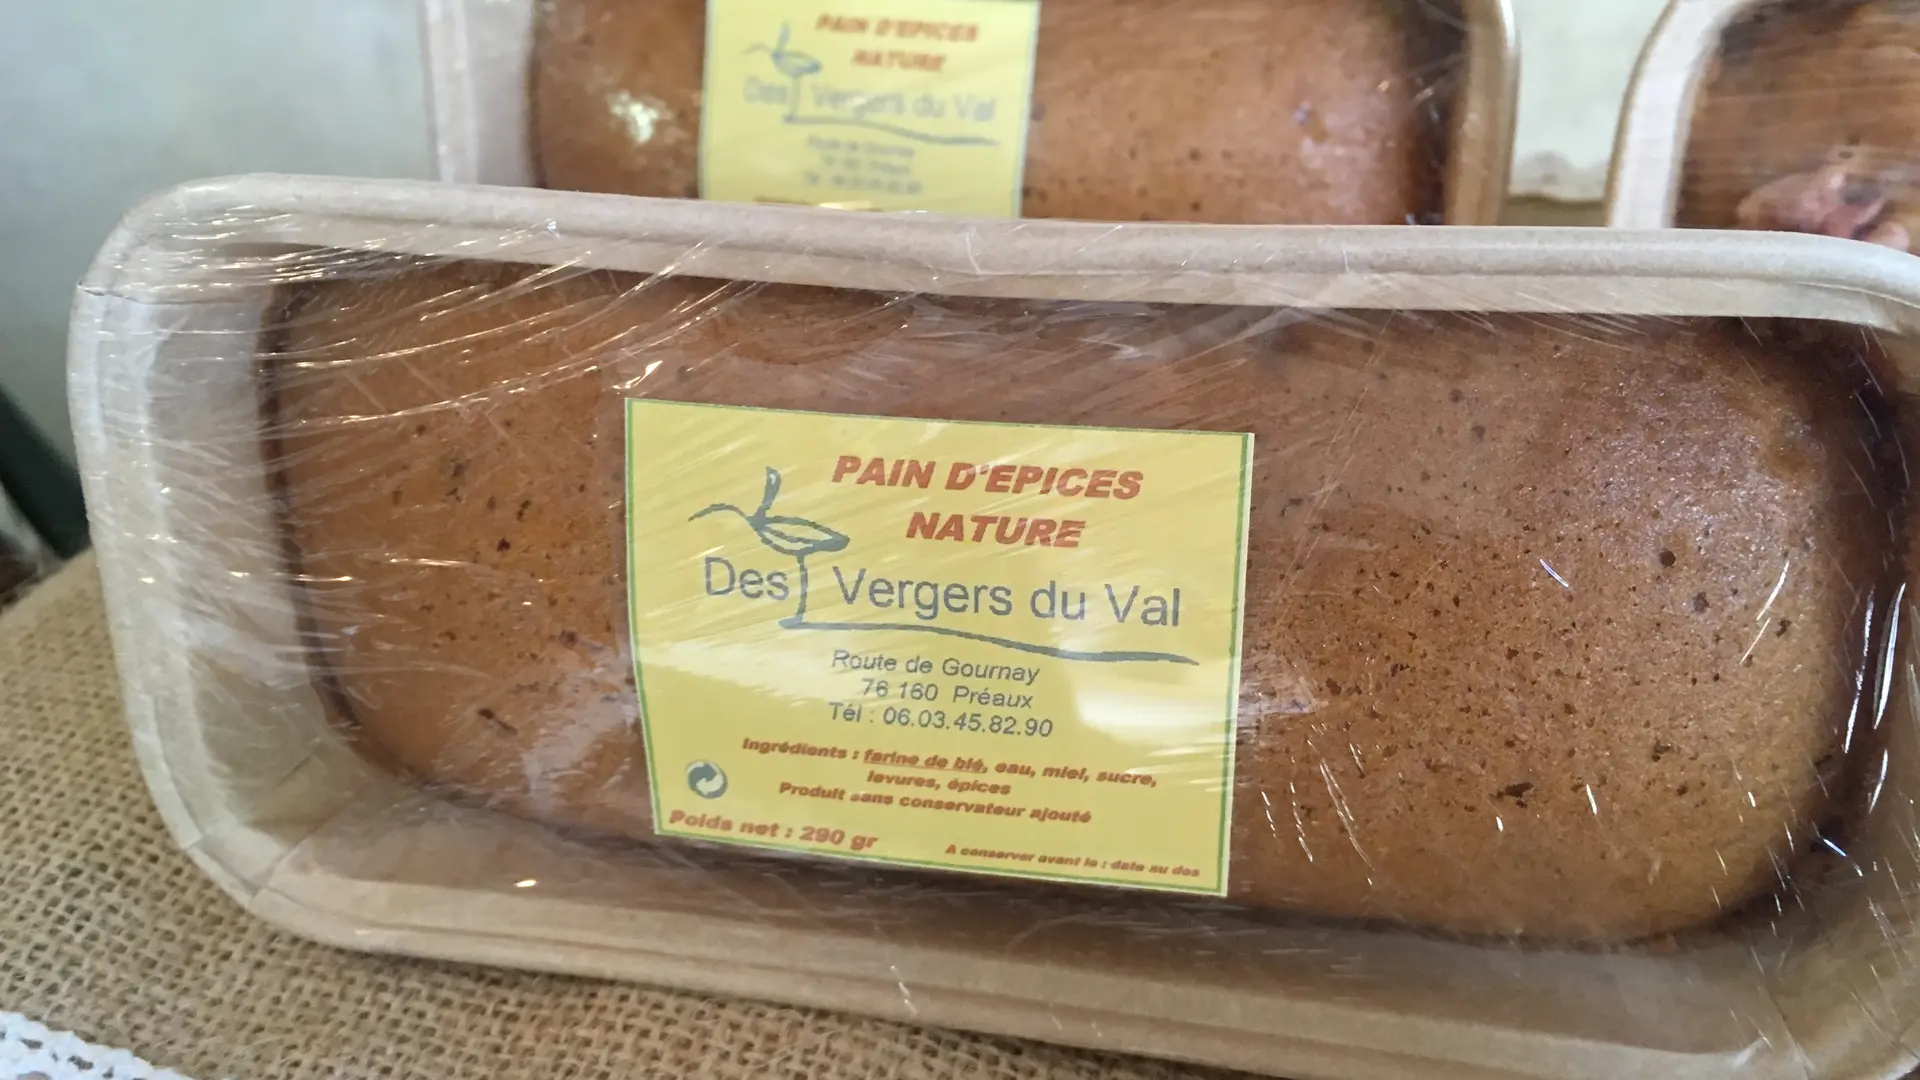 PAIN D'EPICES
NATURE
Des Vergers du Val
PAIN D'EPICES
NATURE
Des Vergers du Val
Route de Gournay
76 160 Préaux
Tél : 06.03.45.82.90
Ingrédients : farine de blé, eau, miel, sucre,
levures, épices
Produit sans conservateur ajouté
Poids net : 290 gr
A conserver avant le : date au dos